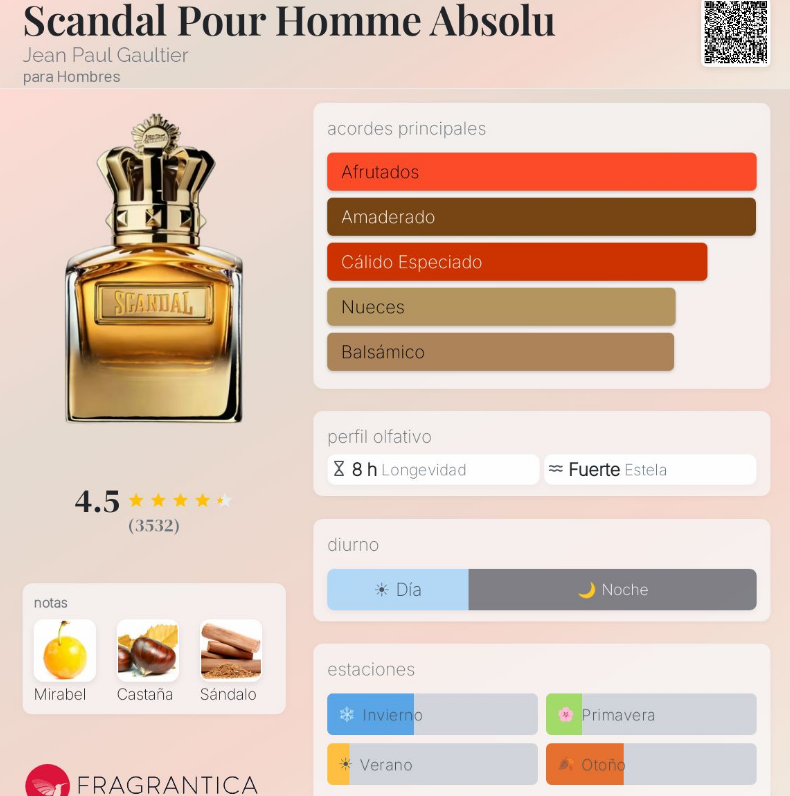 Scandal Pour Homme Absolu
Jean Paul Gaultier
para Hombres
SCANDAL
4.5
(3532)
notas
Mirabel Castaña Sándalo
FRAGRANTICA
acordes principales
Afrutados
Amaderado
Cálido Especiado
Nueces
Balsámico
perfil olfativo
8 h Longevidad Fuerte Estela
diurno
Día Noche
estaciones
Invierno Primavera
Verano Otoño